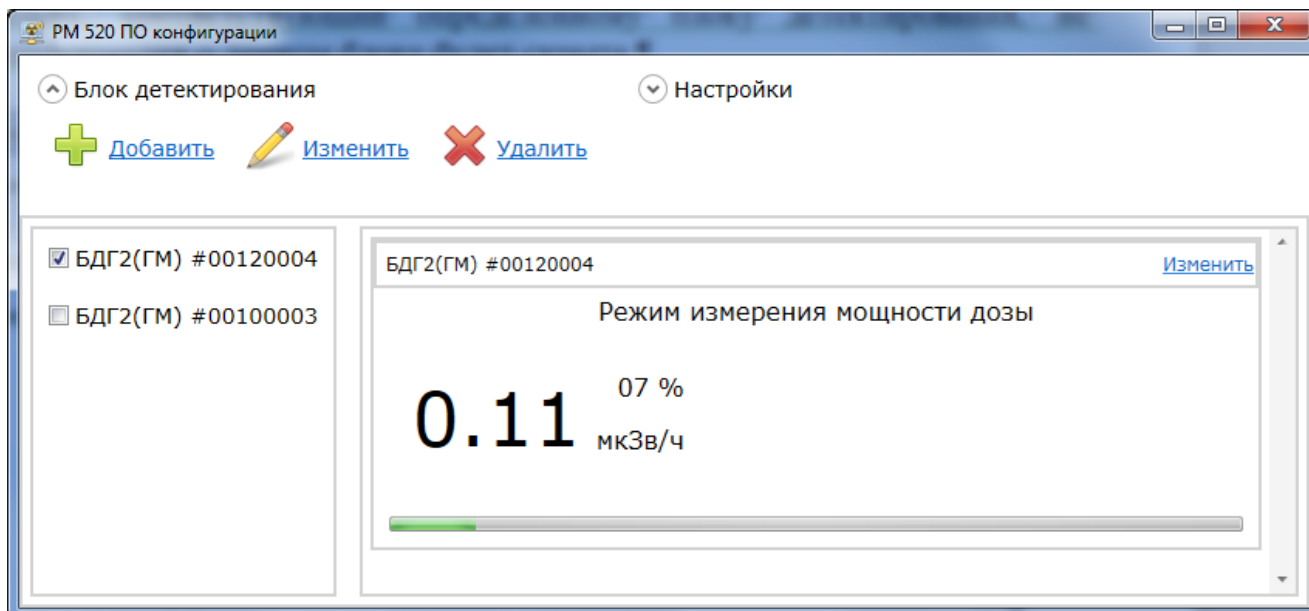 РМ 520 ПО конфигурации
Блок детектирования
Настройки
Добавить Изменить Удалить
БДГ2(ГМ) #00120004
БДГ2(ГМ) #00100003
БДГ2(ГМ) #00120004 Изменить
Режим измерения мощности дозы
0.11
07 %
мкЗв/ч